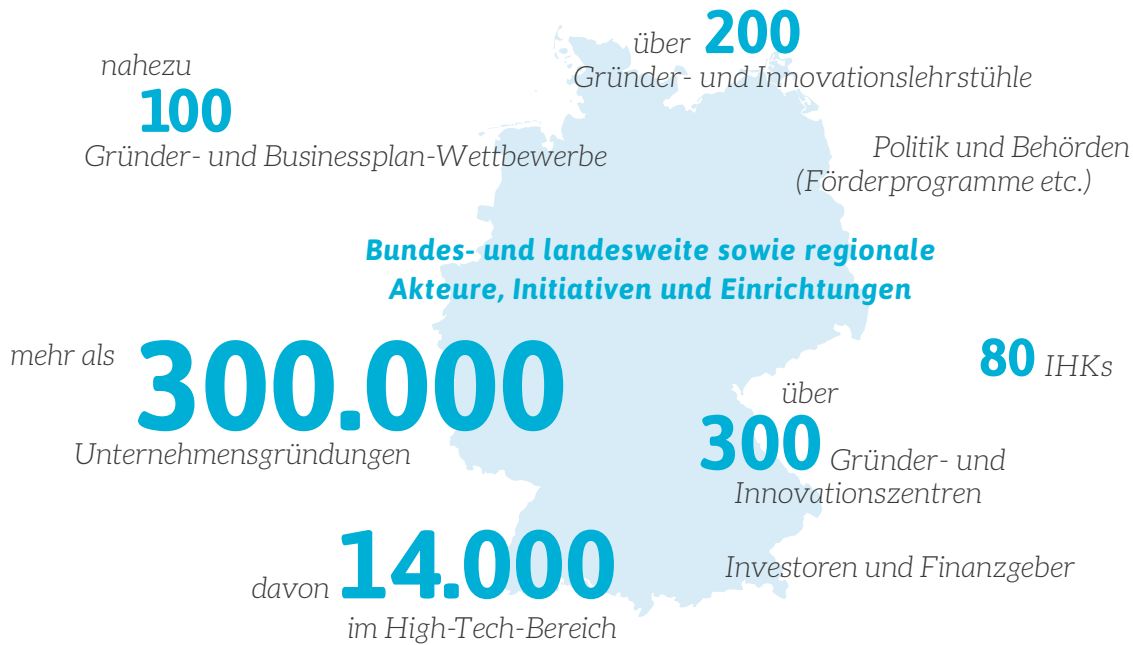 nahezu
100
Gründer- und Businessplan-Wettbewerbe
über 200
Gründer- und Innovationslehrstühle
Politik und Behörden
(Förderprogramme etc.)
Bundes- und landesweite sowie regionale
Akteure, Initiativen und Einrichtungen
mehr als 300.000
Unternehmensgründungen
80 IHKs
über
300 Gründer- und
Innovationszentren
davon 14.000
im High-Tech-Bereich
Investoren und Finanzgeber